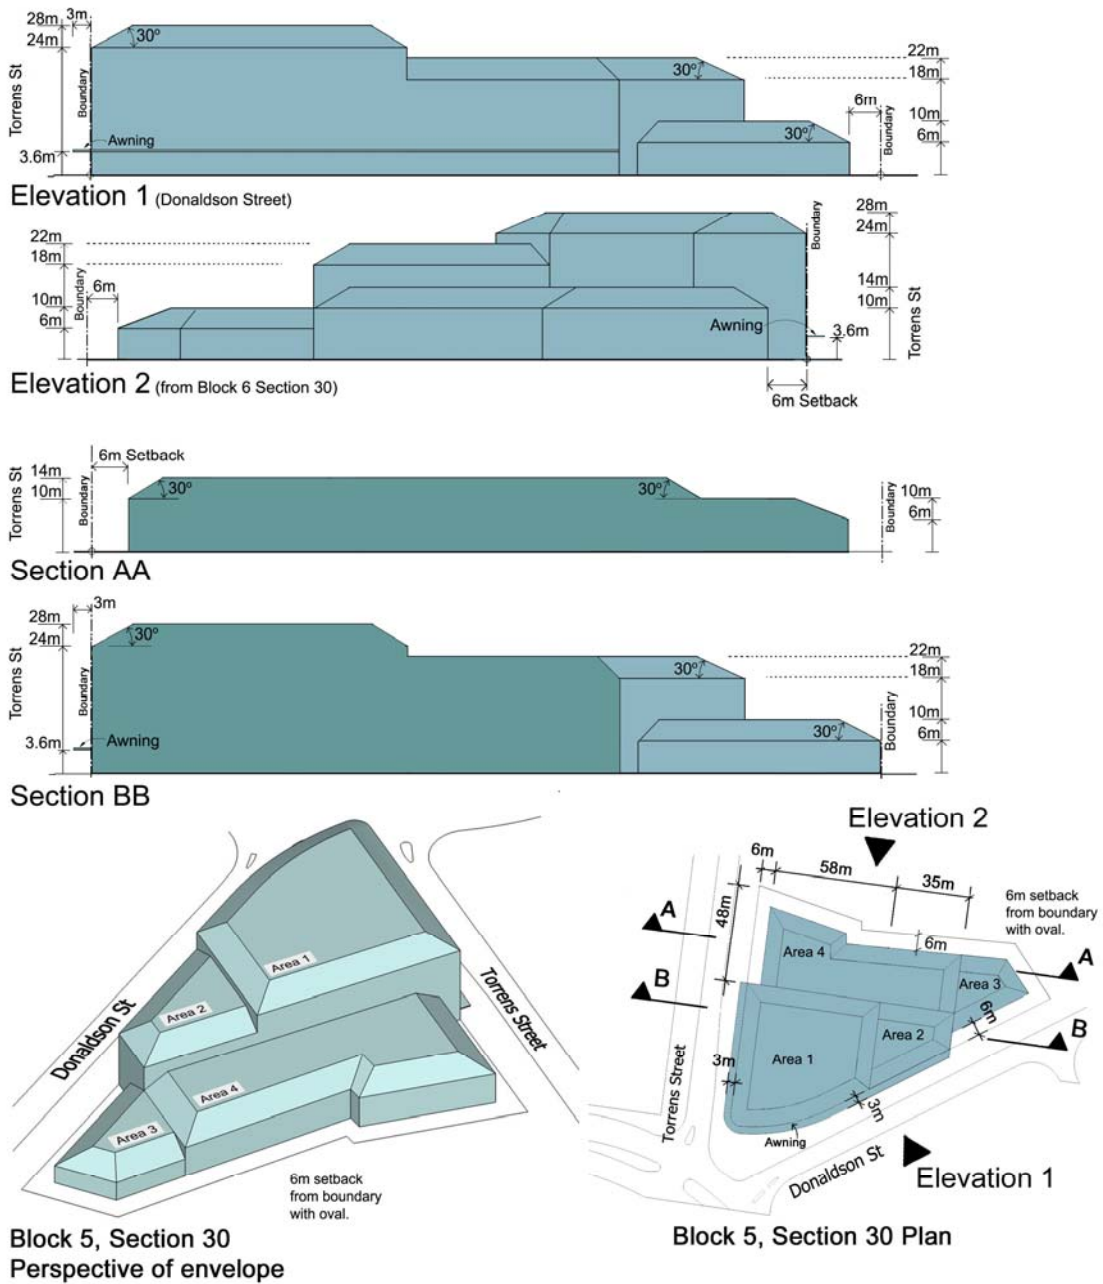 28m 3m
24m 30°
22m
30° 18m
Torrens St
Boundary
6m
10m
30° 6m
Boundary
Awning
3.6m
Elevation 1 (Donaldson Street)
28m
24m
Boundary
22m
18m
Boundary
6m
14m
10m
10m
6m
Torrens St
Awning
3.6m
Elevation 2 (from Block 6 Section 30)
6m Setback
6m Setback
Torrens St
14m
10m
Boundary
30° 30°
10m
6m
Boundary
Section AA
3m
28m
24m 30°
Torrens St
Boundary
22m
30° 18m
10m
30° 6m
Boundary
3.6m
Awning
Section BB
Area 1
Area 2
Area 4
Area 3
Donaldson St
Torrens Street
6m setback
from boundary
with oval.
Block 5, Section 30
Perspective of envelope
Elevation 2
6m
58m
35m
6m setback
from boundary
with oval.
48m
A
6m
A
Area 4
Area 3
B
6m
B
Area 2
Area 1
3m
3m
Torrens Street
Awning
Donaldson St
Elevation 1
Block 5, Section 30 Plan